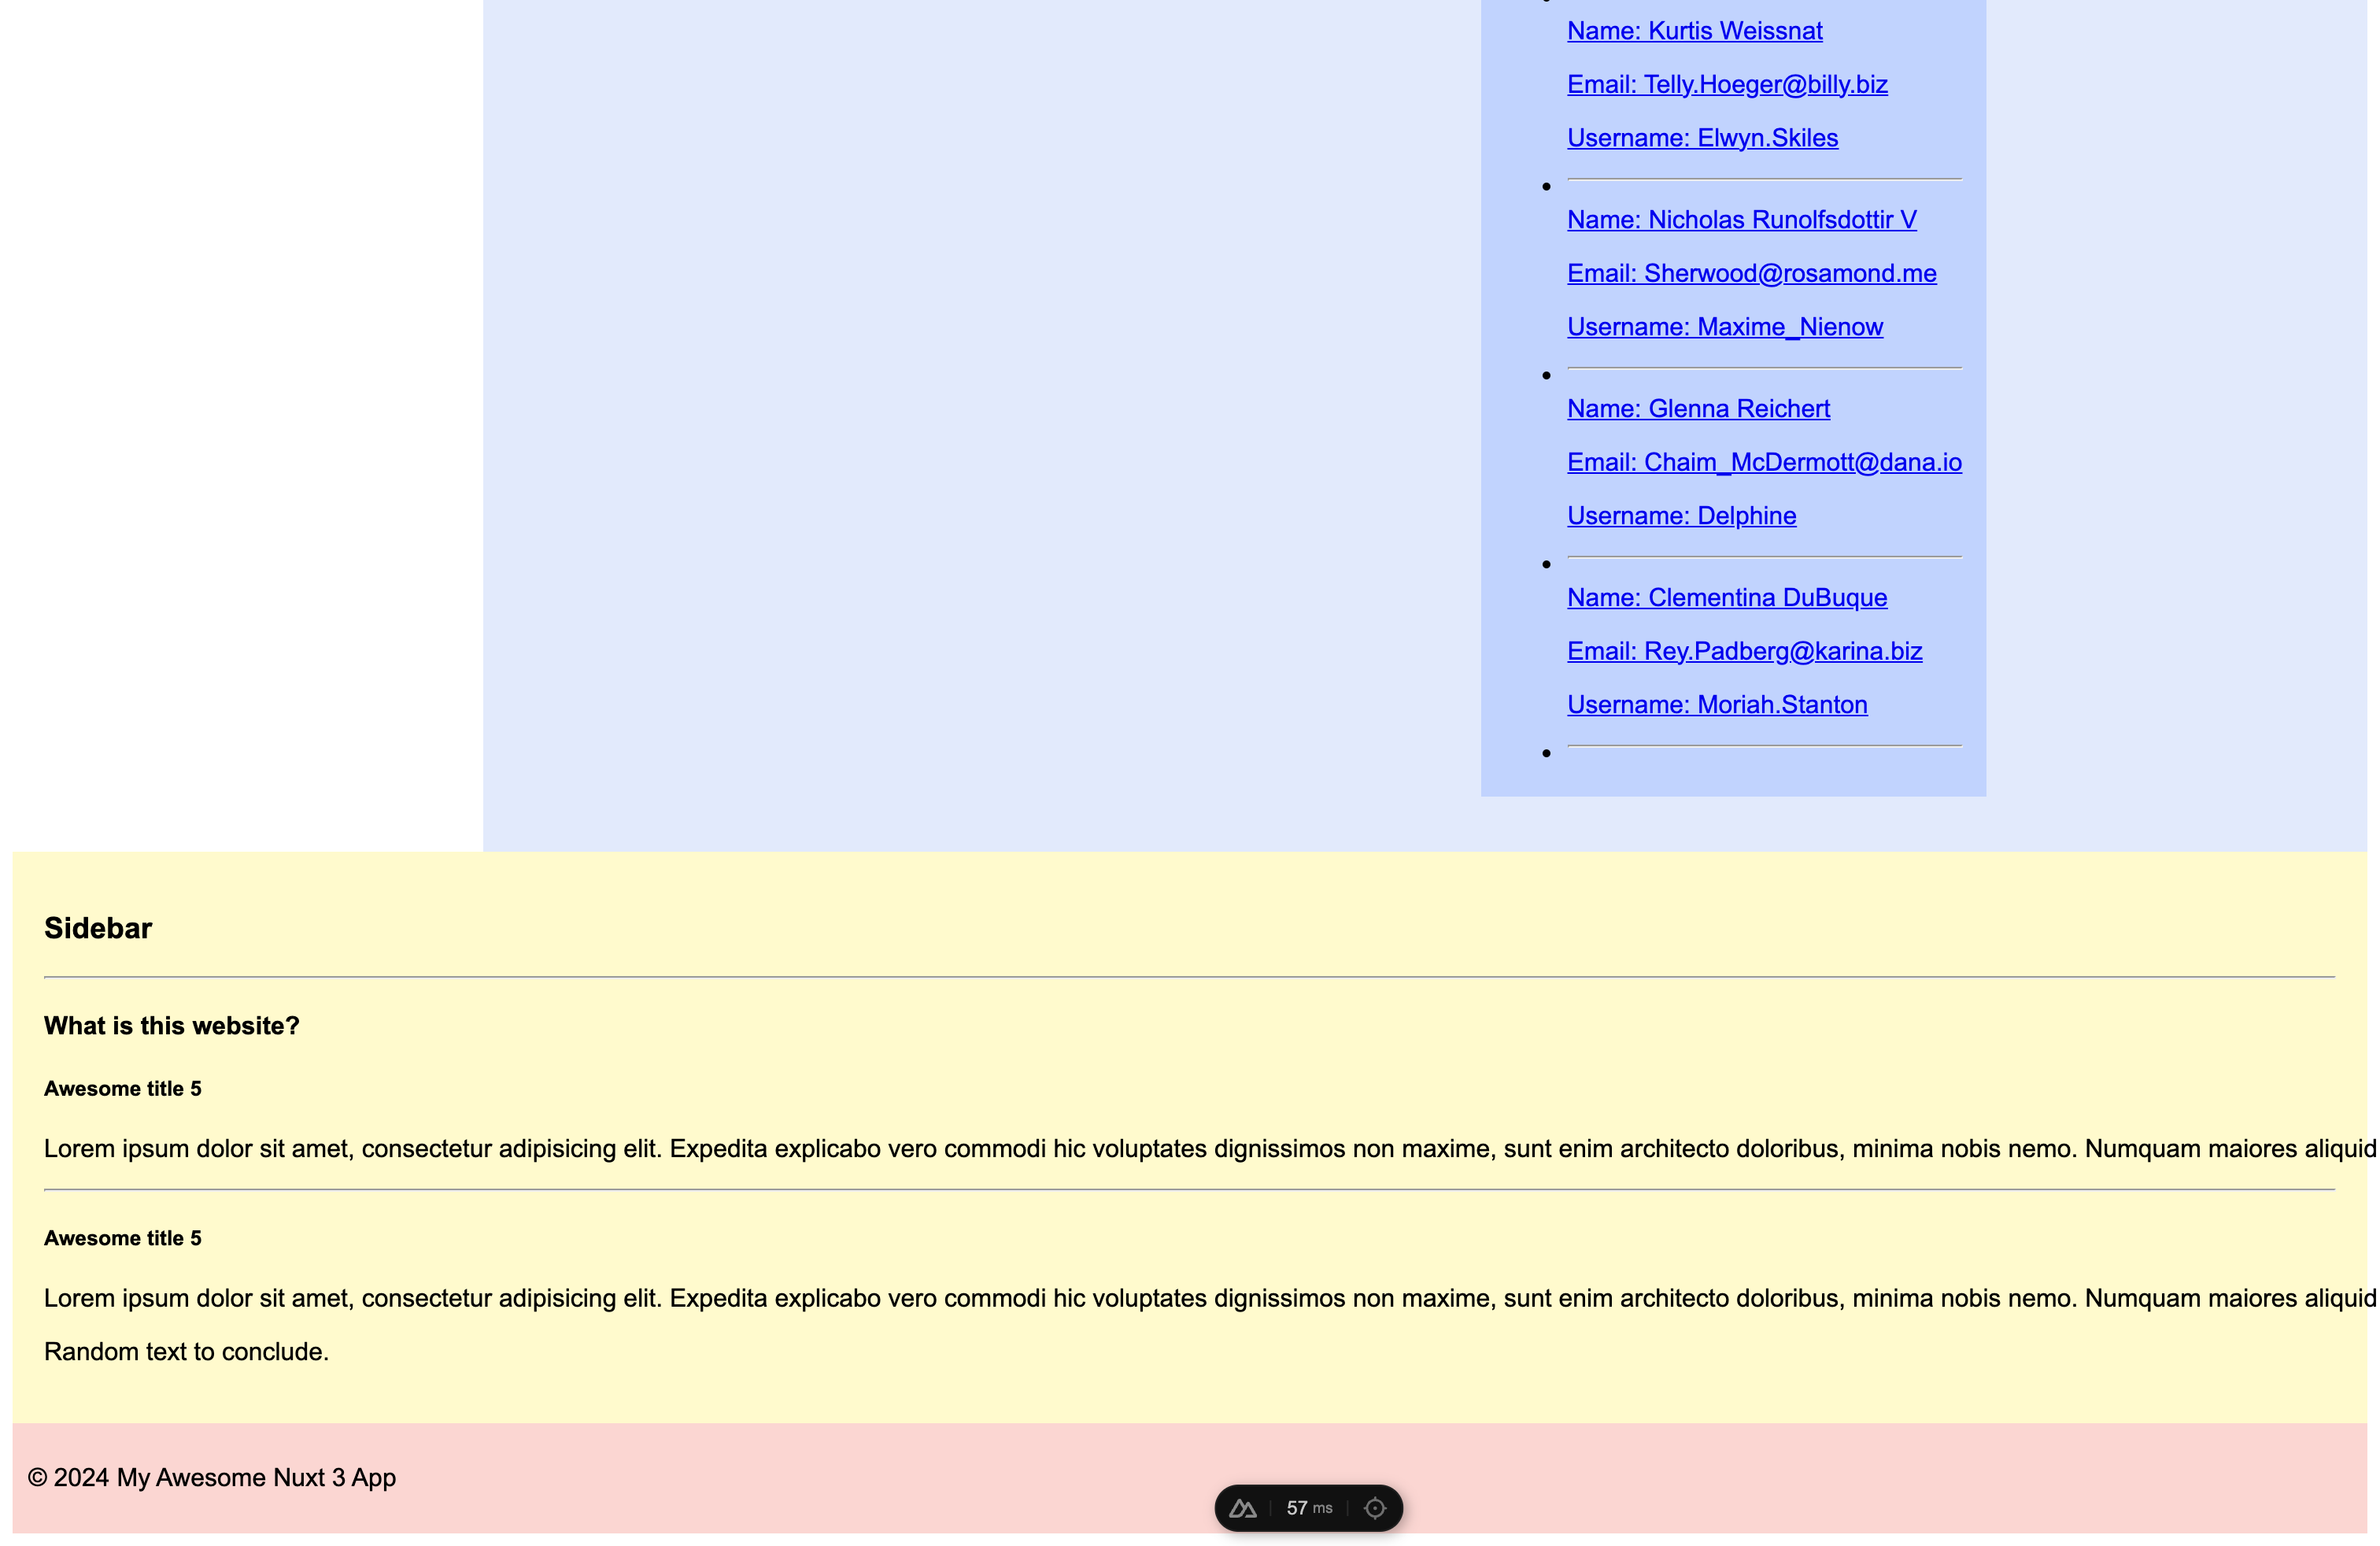 Name: Kurtis Weissnat
Email: Telly.Hoeger@billy.biz
Username: Elwyn.Skiles
Name: Nicholas Runolfsdottir V
Email: Sherwood@rosamond.me
Username: Maxime_Nienow
Name: Glenna Reichert
Email: Chaim_McDermott@dana.io
Username: Delphine
Name: Clementina DuBuque
Email: Rey.Padberg@karina.biz
Username: Moriah.Stanton
Sidebar
What is this website?
Awesome title 5
Lorem ipsum dolor sit amet, consectetur adipisicing elit. Expedita explicabo vero commodi hic voluptates dignissimos non maxime, sunt enim architecto doloribus, minima nobis nemo. Numquam maiores aliquid
Awesome title 5
Lorem ipsum dolor sit amet, consectetur adipisicing elit. Expedita explicabo vero commodi hic voluptates dignissimos non maxime, sunt enim architecto doloribus, minima nobis nemo. Numquam maiores aliquid
Random text to conclude.
© 2024 My Awesome Nuxt 3 App
57 ms